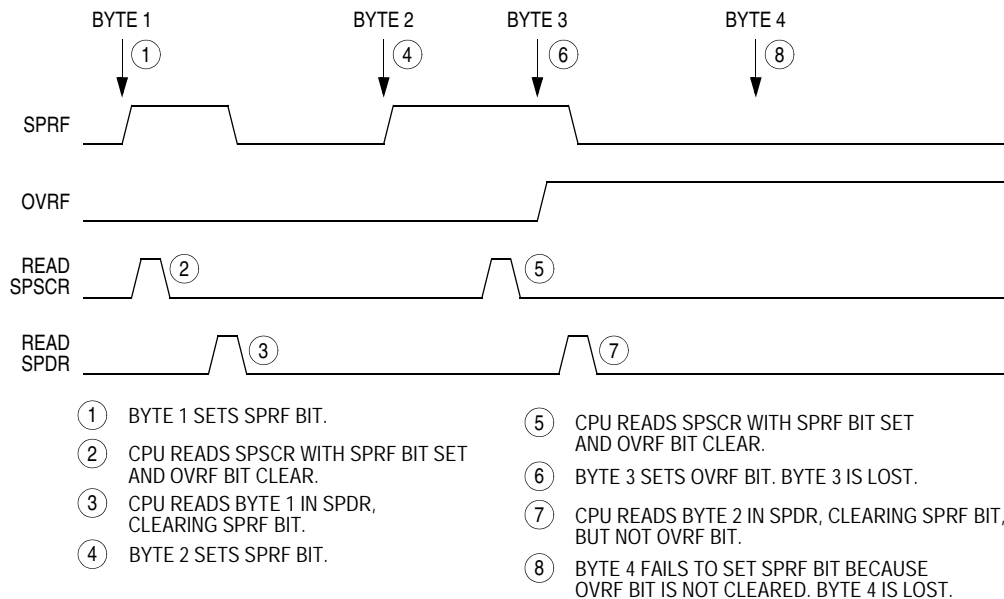 BYTE 1 BYTE 2 BYTE 3 BYTE 4
1 4 6 8
SPRF
OVRF
READ
SPSCR
2 5
READ
SPDR
3 7
1 BYTE 1 SETS SPRF BIT.
2 CPU READS SPSCR WITH SPRF BIT SET
AND OVRF BIT CLEAR.
3 CPU READS BYTE 1 IN SPDR,
CLEARING SPRF BIT.
4 BYTE 2 SETS SPRF BIT.
5 CPU READS SPSCR WITH SPRF BIT SET
AND OVRF BIT CLEAR.
6 BYTE 3 SETS OVRF BIT. BYTE 3 IS LOST.
7 CPU READS BYTE 2 IN SPDR, CLEARING SPRF BIT,
BUT NOT OVRF BIT.
8 BYTE 4 FAILS TO SET SPRF BIT BECAUSE
OVRF BIT IS NOT CLEARED. BYTE 4 IS LOST.